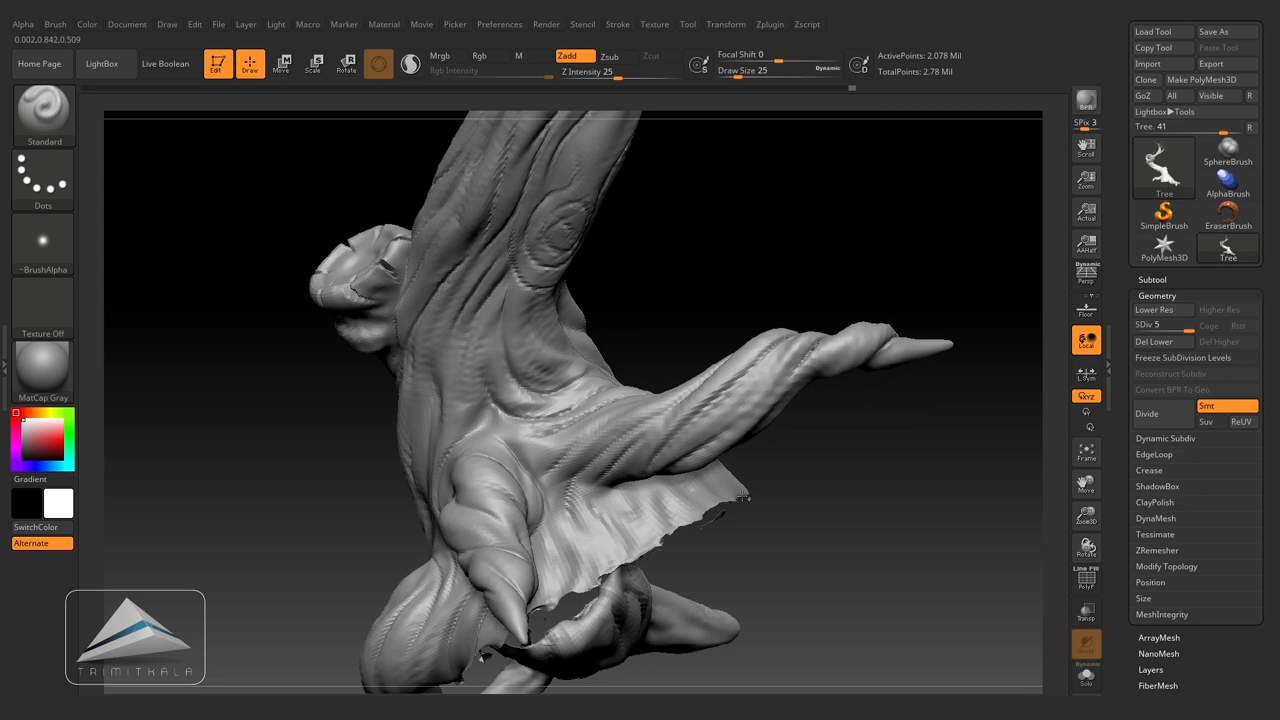 Alpha Brush Color Document Draw Edit File Layer Light Macro Marker Material Movie Picker Preferences Render Stencil Stroke Texture Tool Transform Zplugin Zscript
0.002,0.842,0.509
Home Page LightBox Live Boolean Edit Draw Move Scale Rotate
Mrgb Rgb M Zadd Zsub Zcut
Rgb Intensity Z Intensity 25
S Focal Shift 0
Draw Size 25 Dynamic
D ActivePoints: 2.078 Mil
TotalPoints: 2.78 Mil
Standard
Dots
~BrushAlpha
Texture Off
MatCap Gray
Gradient
SwitchColor
Alternate
TRIMITKALA
BPR
SPix 3
Scroll
Zoom
Actual
AAHalf
Dynamic
Persp
Floor
Local
L.Sym
XYZ
Frame
Move
Zoom3D
Rotate
Line Fill
PolyF
Transp
Dynamic
Solo
Load Tool Save As
Copy Tool Paste Tool
Import Export
Clone Make PolyMesh3D
GoZ All Visible R
Lightbox▶Tools
Tree. 41 R
Tree SphereBrush
AlphaBrush
SimpleBrush EraserBrush
PolyMesh3D Tree
Subtool
Geometry
Lower Res Higher Res
SDiv 5 Cage Rstr
Del Lower Del Higher
Freeze SubDivision Levels
Reconstruct Subdiv
Convert BPR To Geo
Divide Smt
Suv ReUV
Dynamic Subdiv
EdgeLoop
Crease
ShadowBox
ClayPolish
DynaMesh
Tessimate
ZRemesher
Modify Topology
Position
Size
MeshIntegrity
ArrayMesh
NanoMesh
Layers
FiberMesh